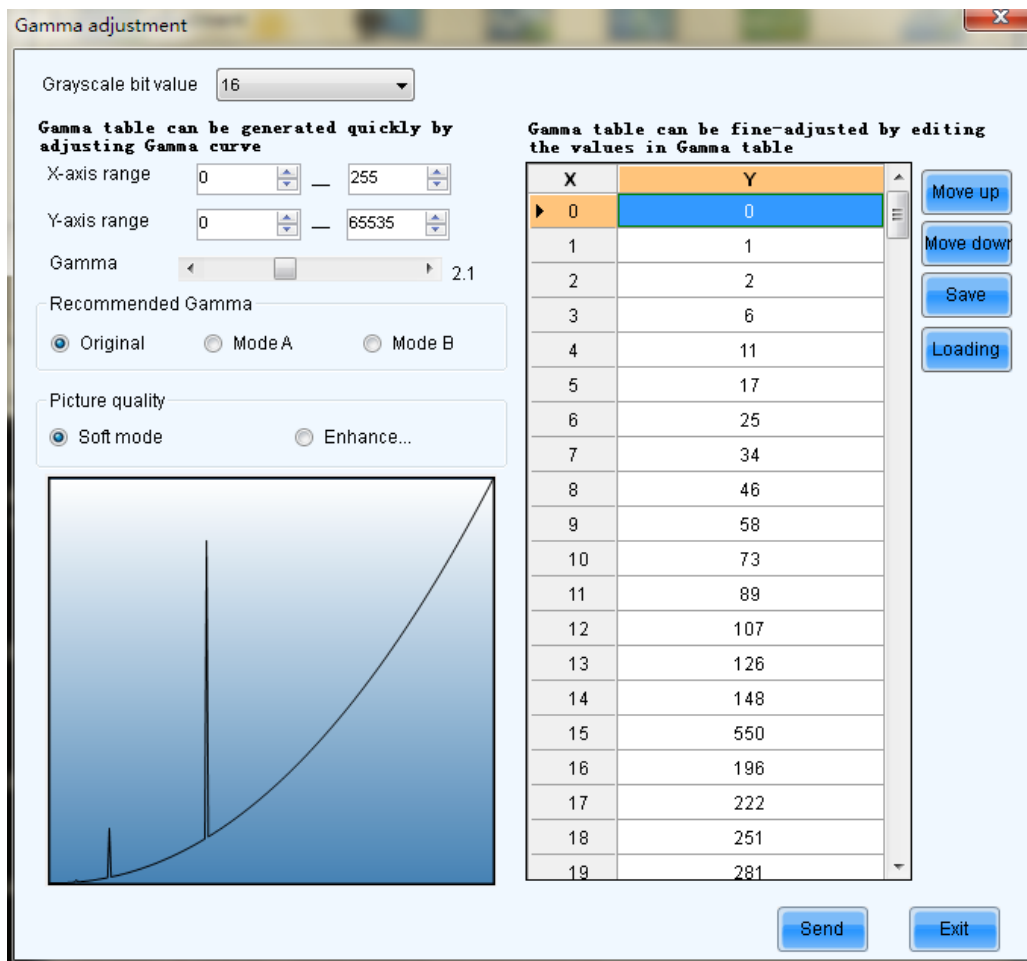 Gamma adjustment
X
Grayscale bit value 16
Gamma table can be generated quickly by
adjusting Gamma curve
X-axis range 0 — 255
Y-axis range 0 — 65535
Gamma 2.1
Recommended Gamma
Original Mode A Mode B
Picture quality
Soft mode Enhance...
Gamma table can be fine-adjusted by editing
the values in Gamma table
X Y
0 0
1 1
2 2
3 6
4 11
5 17
6 25
7 34
8 46
9 58
10 73
11 89
12 107
13 126
14 148
15 550
16 196
17 222
18 251
19 281
Move up
Move down
Save
Loading
Send Exit